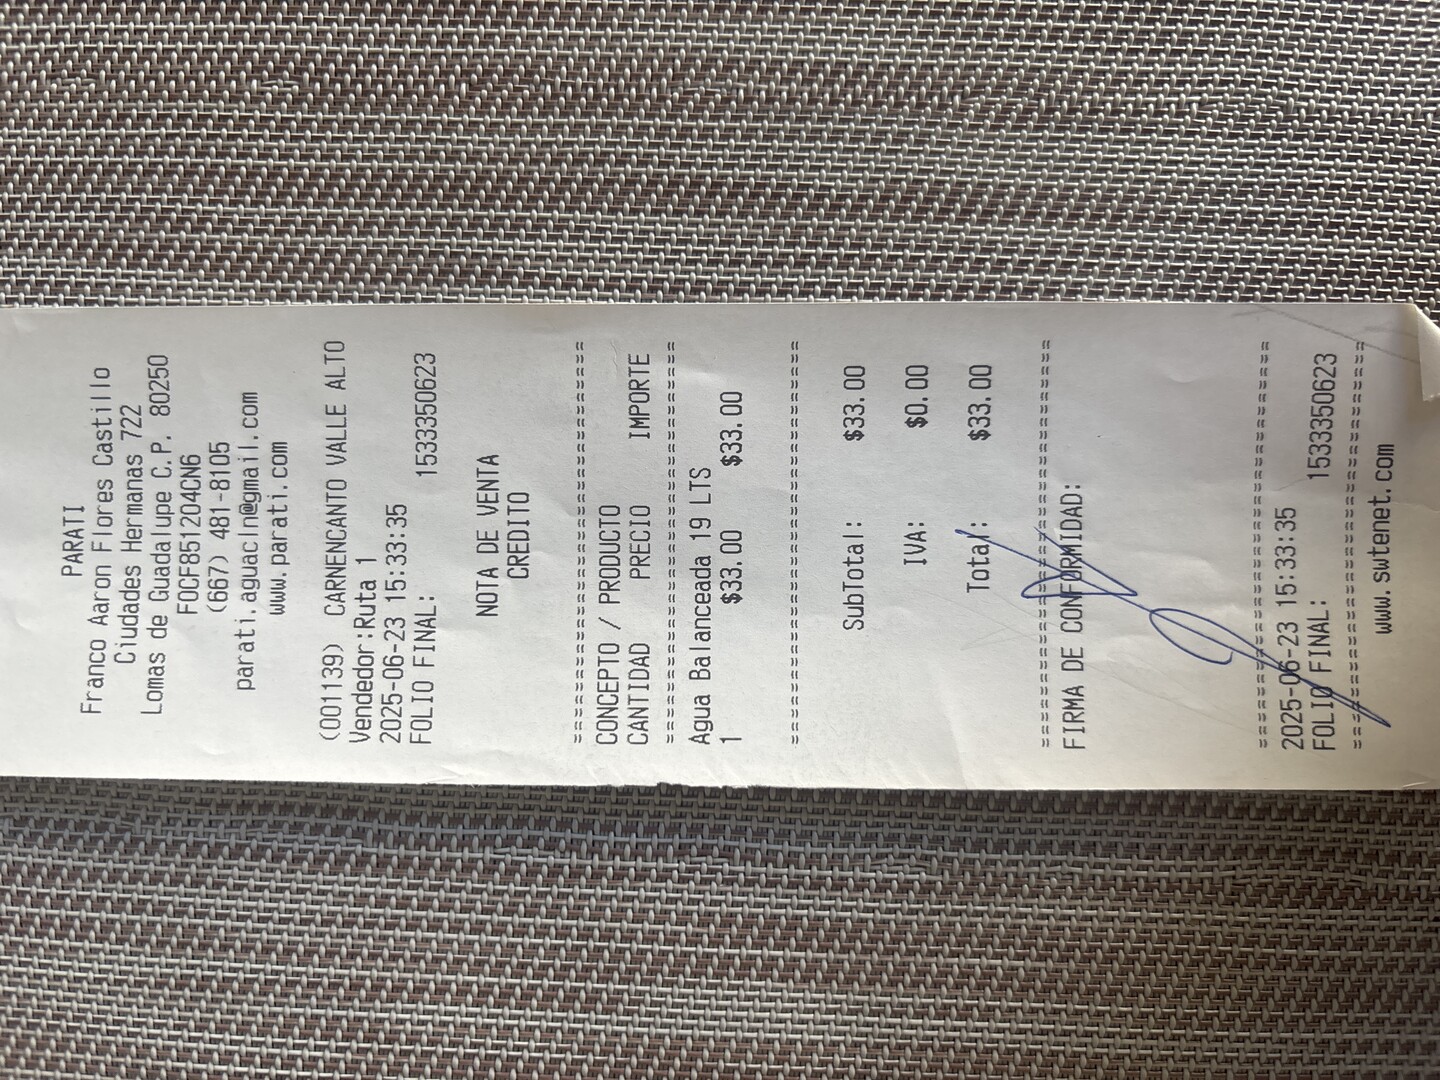 PARATI
Franco Aaron Flores Castillo
Ciudades Hermanas 722
Lomas de Guadalupe C.P. 80250
FOCF851204CN6
(667) 481-8105
parati.aguacln@gmail.com
www.parati.com
(001139) CARNENCANTO VALLE ALTO
Vendedor:Ruta 1
2025-06-23 15:33:35
FOLIO FINAL: 1533350623
NOTA DE VENTA
CREDITO
================================
CONCEPTO / PRODUCTO
CANTIDAD PRECIO IMPORTE
================================
Agua Balanceada 19 LTS
1 $33.00 $33.00
================================
SubTotal: $33.00
IVA: $0.00
Total: $33.00
================================
FIRMA DE CONFORMIDAD:
================================
2025-06-23 15:33:35
FOLIO FINAL: 1533350623
================================
www.swtenet.com